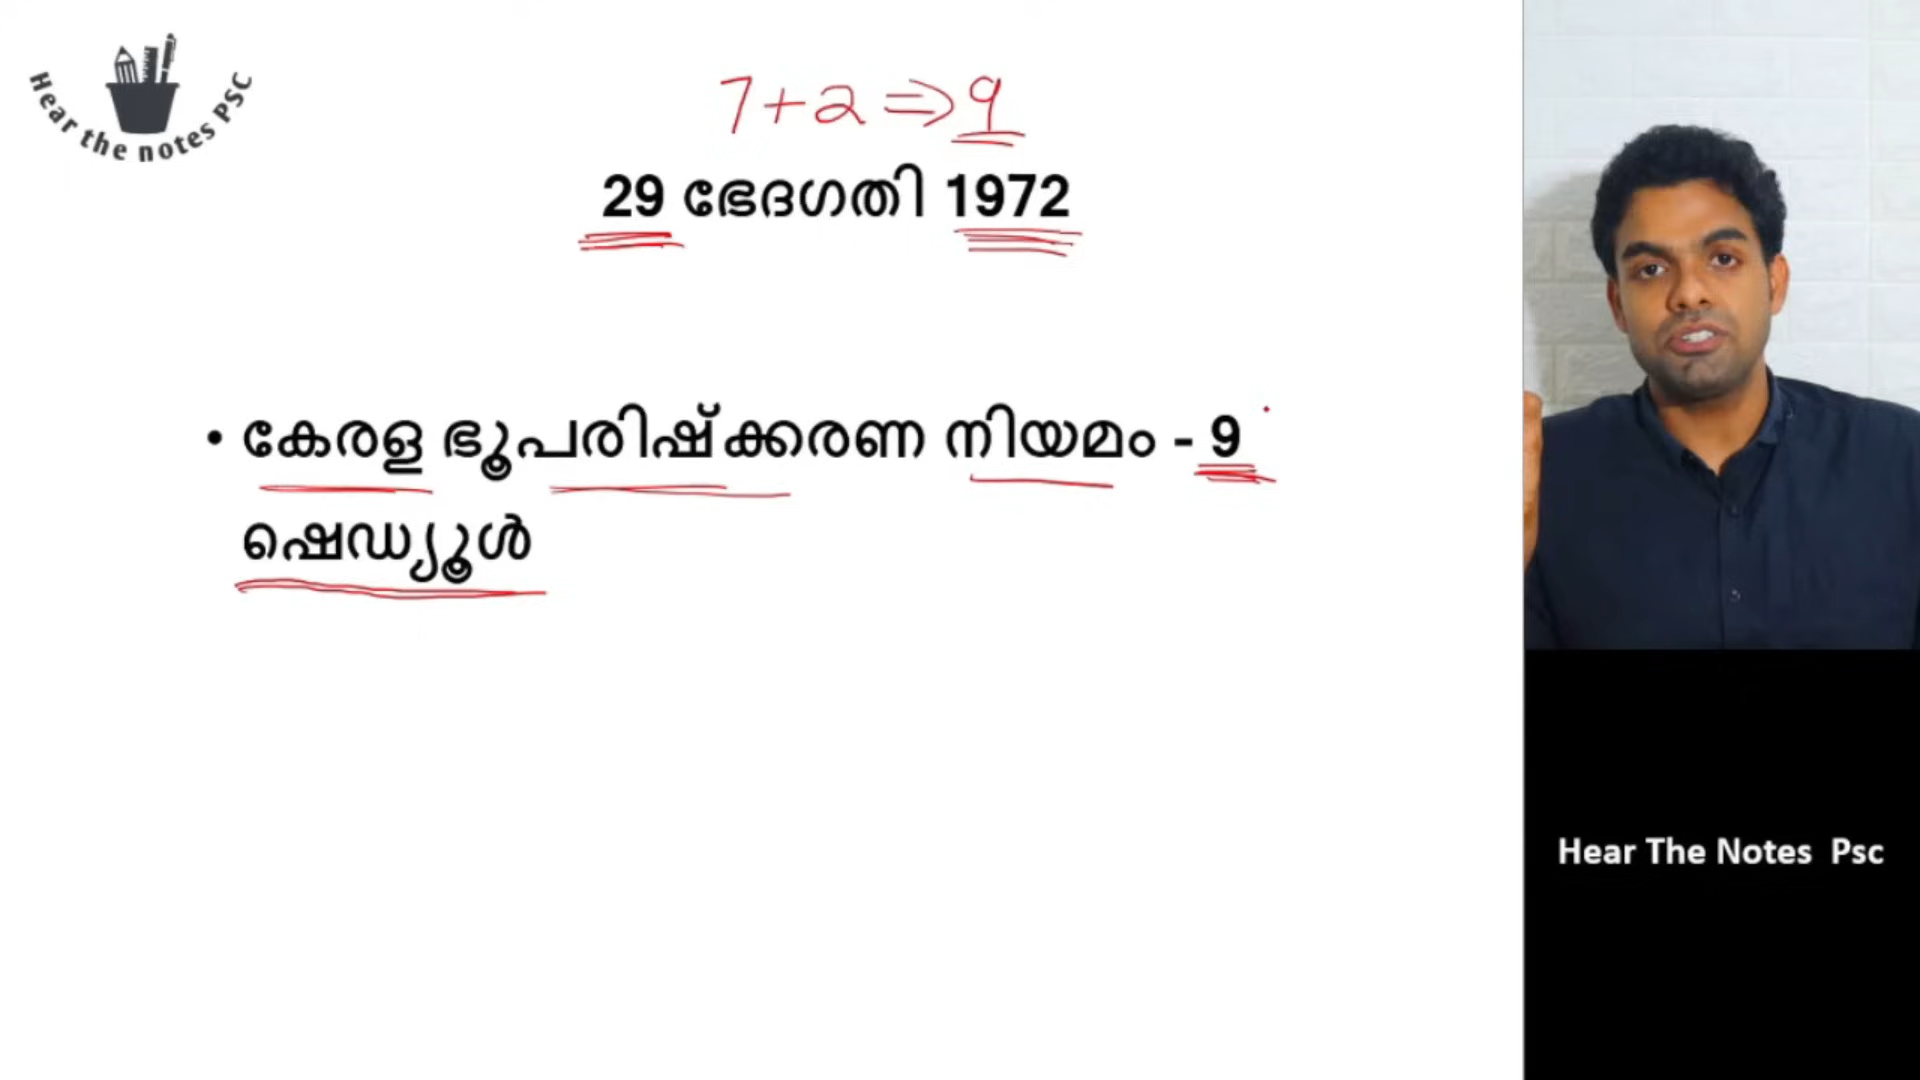 Hear the notes PSC
7+2⇒9
29 ഭേദഗതി 1972
• കേരള ഭൂപരിഷ്ക്കരണ നിയമം - 9
ഷെഡ്യൂൾ
Hear The Notes Psc